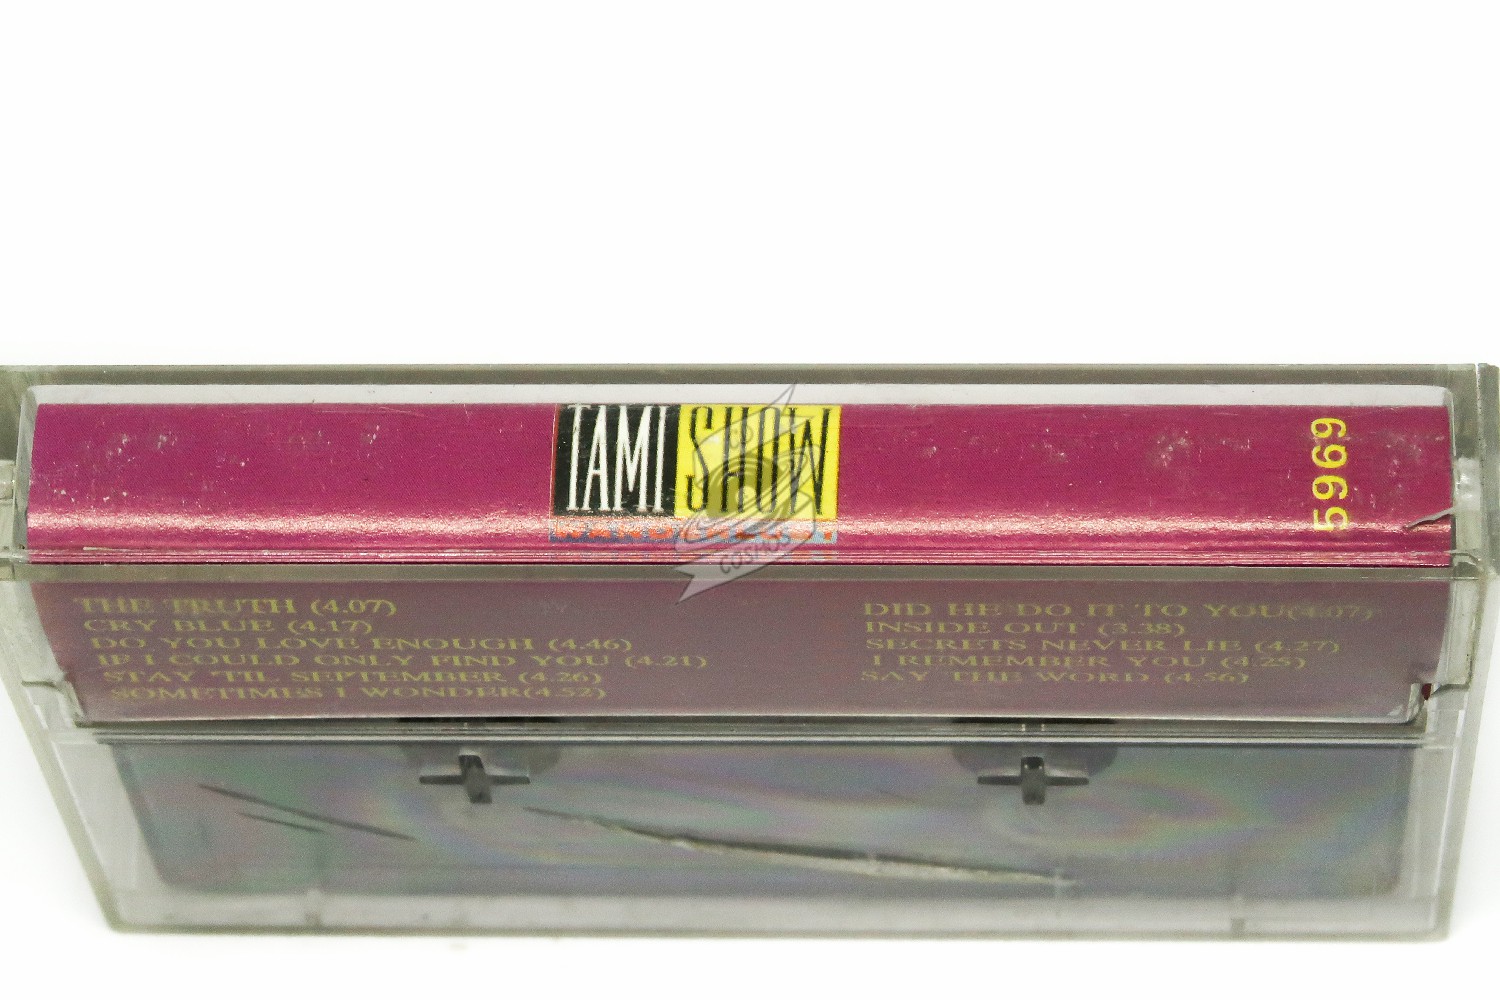 TAMI SHOW
5969
CD
COSMOS
THE TRUTH (4.07)
CRY BLUE (4.17)
DO YOU LOVE ENOUGH (4.46)
IF I COULD ONLY FIND YOU (4.21)
STAY 'TIL SEPTEMBER (4.26)
SOMETIMES I WONDER(4.52)
DID HE DO IT TO YOU(4.07)
INSIDE OUT (3.38)
SECRETS NEVER LIE (4.27)
I REMEMBER YOU (4.25)
SAY THE WORD (4.56)